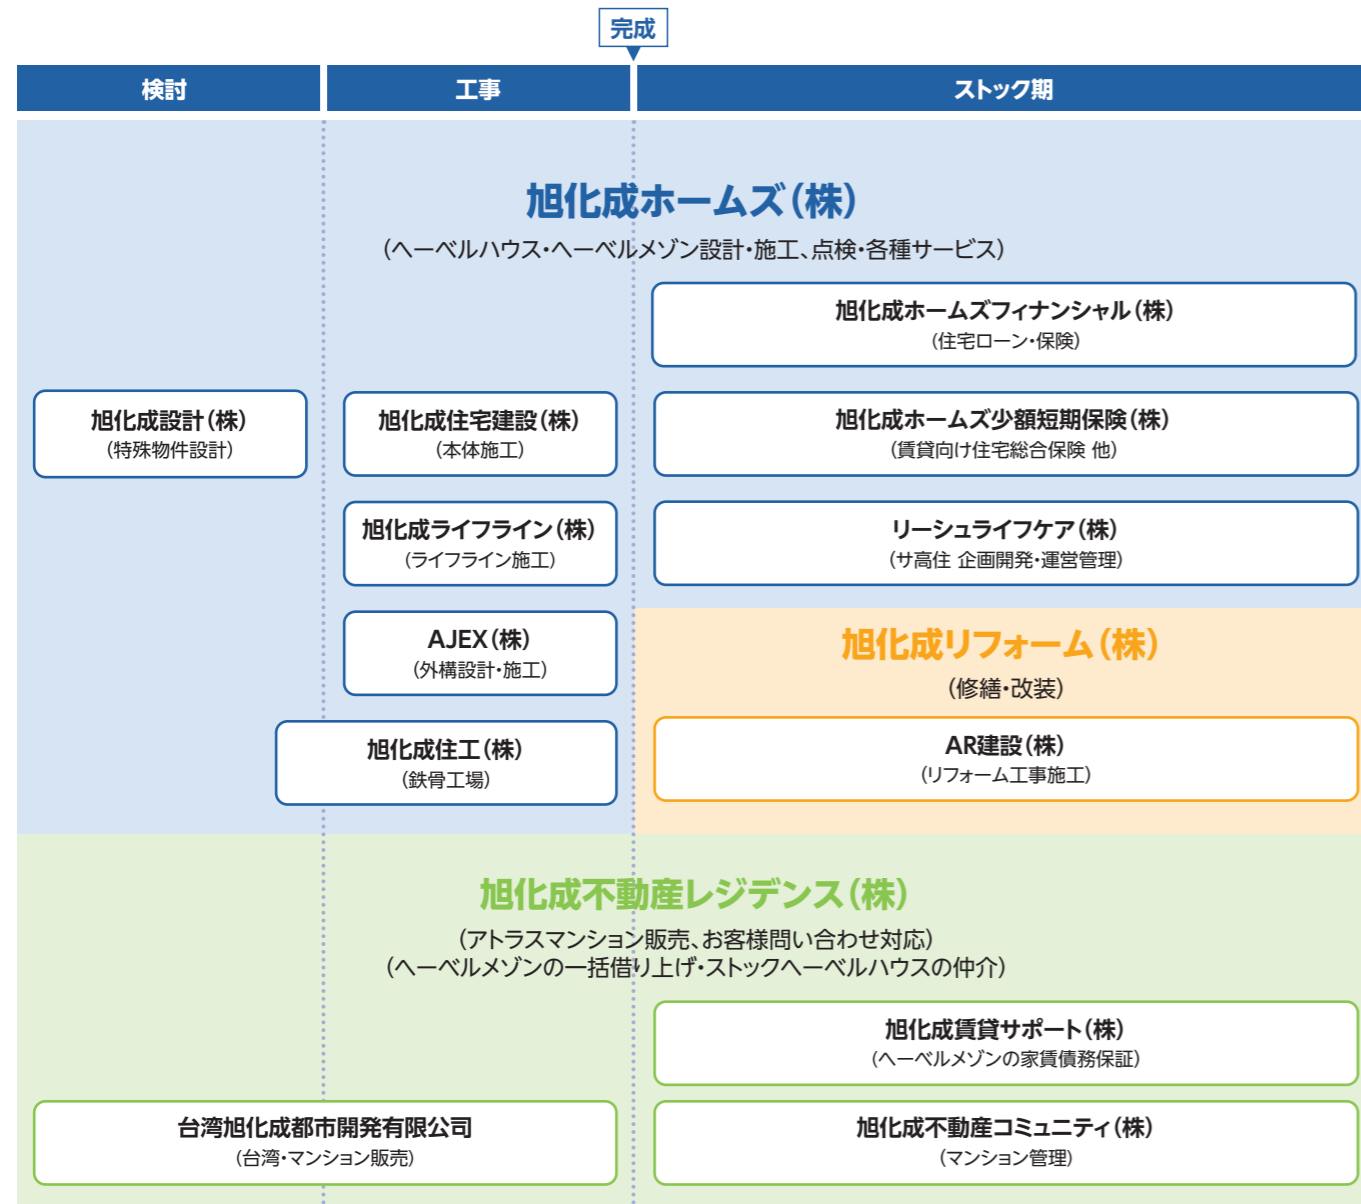 完成
検討
工事
ストック期
旭化成ホームズ（株）
（ヘーベルハウス・ヘーベルメゾン設計・施工、点検・各種サービス）
旭化成ホームズフィナンシャル（株）
（住宅ローン・保険）
旭化成設計（株）
（特殊物件設計）
旭化成住宅建設（株）
（本体施工）
旭化成ホームズ少額短期保険（株）
（賃貸向け住宅総合保険 他）
旭化成ライフライン（株）
（ライフライン施工）
リーシュライフケア（株）
（サ高住 企画開発・運営管理）
AJEX（株）
（外構設計・施工）
旭化成リフォーム（株）
（修繕・改装）
旭化成住工（株）
（鉄骨工場）
AR建設（株）
（リフォーム工事施工）
旭化成不動産レジデンス（株）
（アトラスマンション販売、お客様問い合わせ対応）
（ヘーベルメゾンの一括借り上げ・ストックヘーベルハウスの仲介）
旭化成賃貸サポート（株）
（ヘーベルメゾンの家賃債務保証）
台湾旭化成都市開発有限公司
（台湾・マンション販売）
旭化成不動産コミュニティ（株）
（マンション管理）